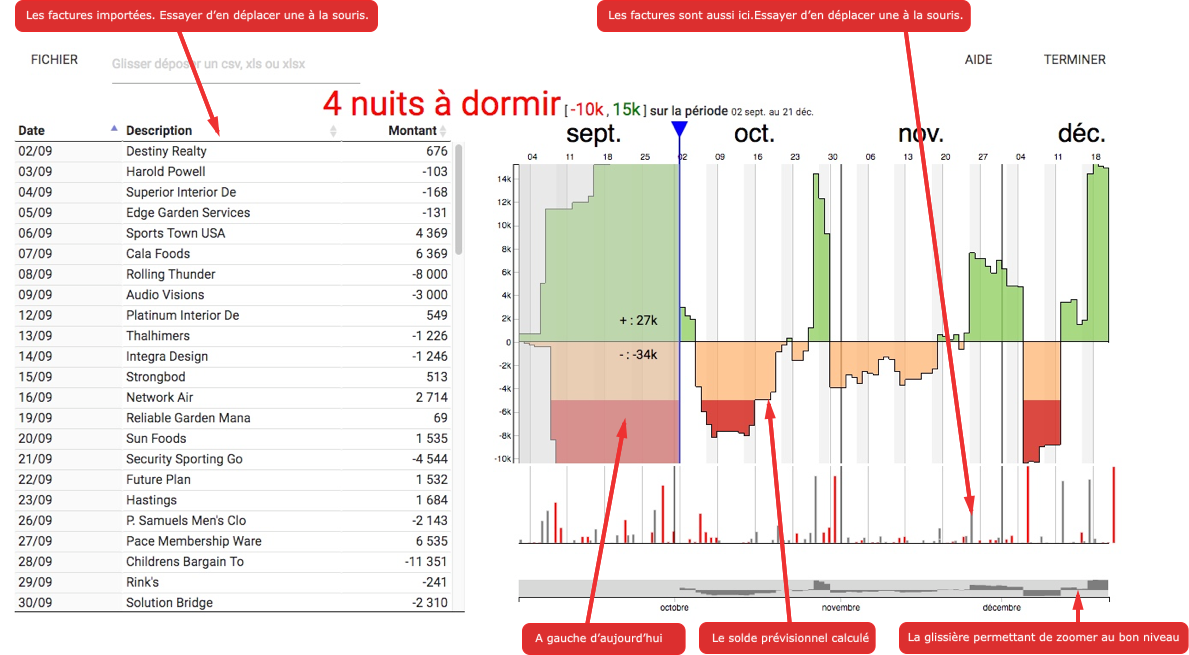 Les factures importées. Essayer d’en déplacer une à la souris.
Les factures sont aussi ici.Essayer d’en déplacer une à la souris.
FICHIER
Glisser déposer un csv, xls ou xlsx
AIDE
TERMINER
4 nuits à dormir [ -10k , 15k ] sur la période 02 sept. au 21 déc.
Date Description Montant
02/09 Destiny Realty 676
03/09 Harold Powell -103
04/09 Superior Interior De -168
05/09 Edge Garden Services -131
06/09 Sports Town USA 4 369
07/09 Cala Foods 6 369
08/09 Rolling Thunder -8 000
09/09 Audio Visions -3 000
12/09 Platinum Interior De 549
13/09 Thalhimers -1 226
14/09 Integra Design -1 246
15/09 Strongbod 513
16/09 Network Air 2 714
19/09 Reliable Garden Mana 69
20/09 Sun Foods 1 535
21/09 Security Sporting Go -4 544
22/09 Future Plan 1 532
23/09 Hastings 1 684
26/09 P. Samuels Men's Clo -2 143
27/09 Pace Membership Ware 6 535
28/09 Childrens Bargain To -11 351
29/09 Rink's -241
30/09 Solution Bridge -2 310
sept. oct. nov. déc.
04 11 18 25 02 09 16 23 30 06 13 20 27 04 11 18
14k
12k
10k
8k
6k
4k
2k
0
-2k
-4k
-6k
-8k
-10k
+ : 27k
- : -34k
octobre novembre décembre
A gauche d’aujourd’hui
Le solde prévisionnel calculé
La glissière permettant de zoomer au bon niveau